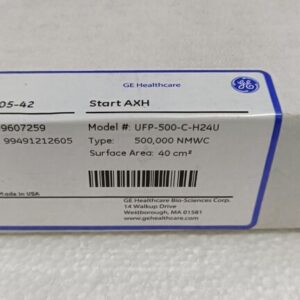 GE Healthcare
05-42
Start AXH
9607259
Model #: UFP-500-C-H24U
99491212605
Type: 500,000 NMWC
Surface Area: 40 cm²
Made in USA
GE Healthcare Bio-Sciences Corp.
14 Walkup Drive
Westborough, MA 01581
www.gehealthcare.com